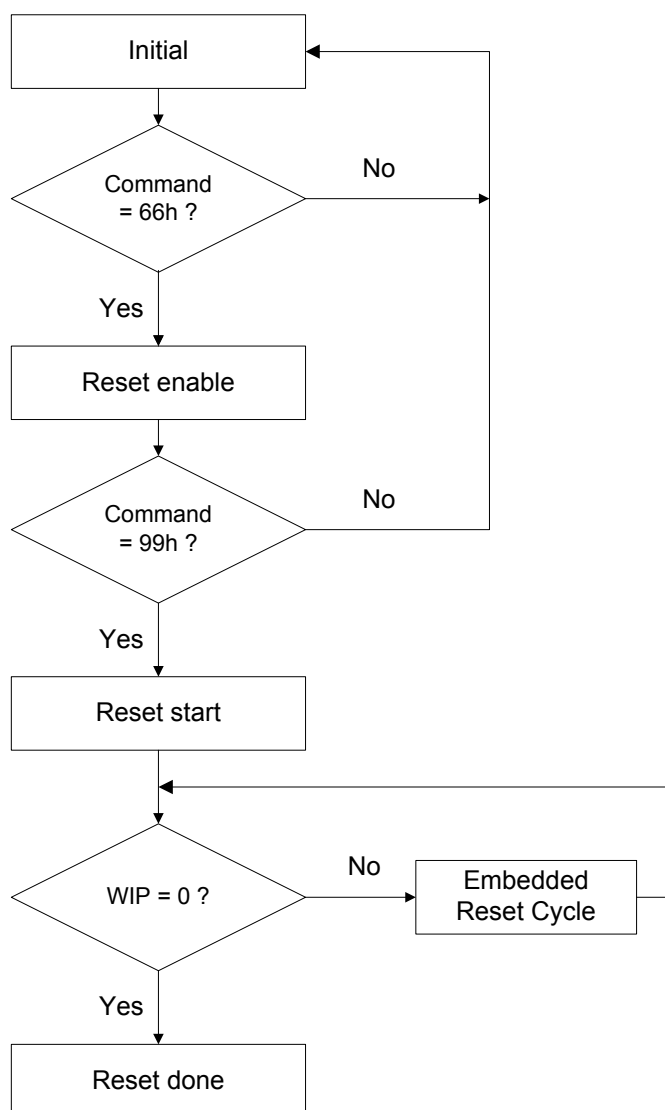 Initial
Command
= 66h ?
No
Yes
Reset enable
Command
= 99h ?
No
Yes
Reset start
WIP = 0 ?
No
Embedded
Reset Cycle
Yes
Reset done